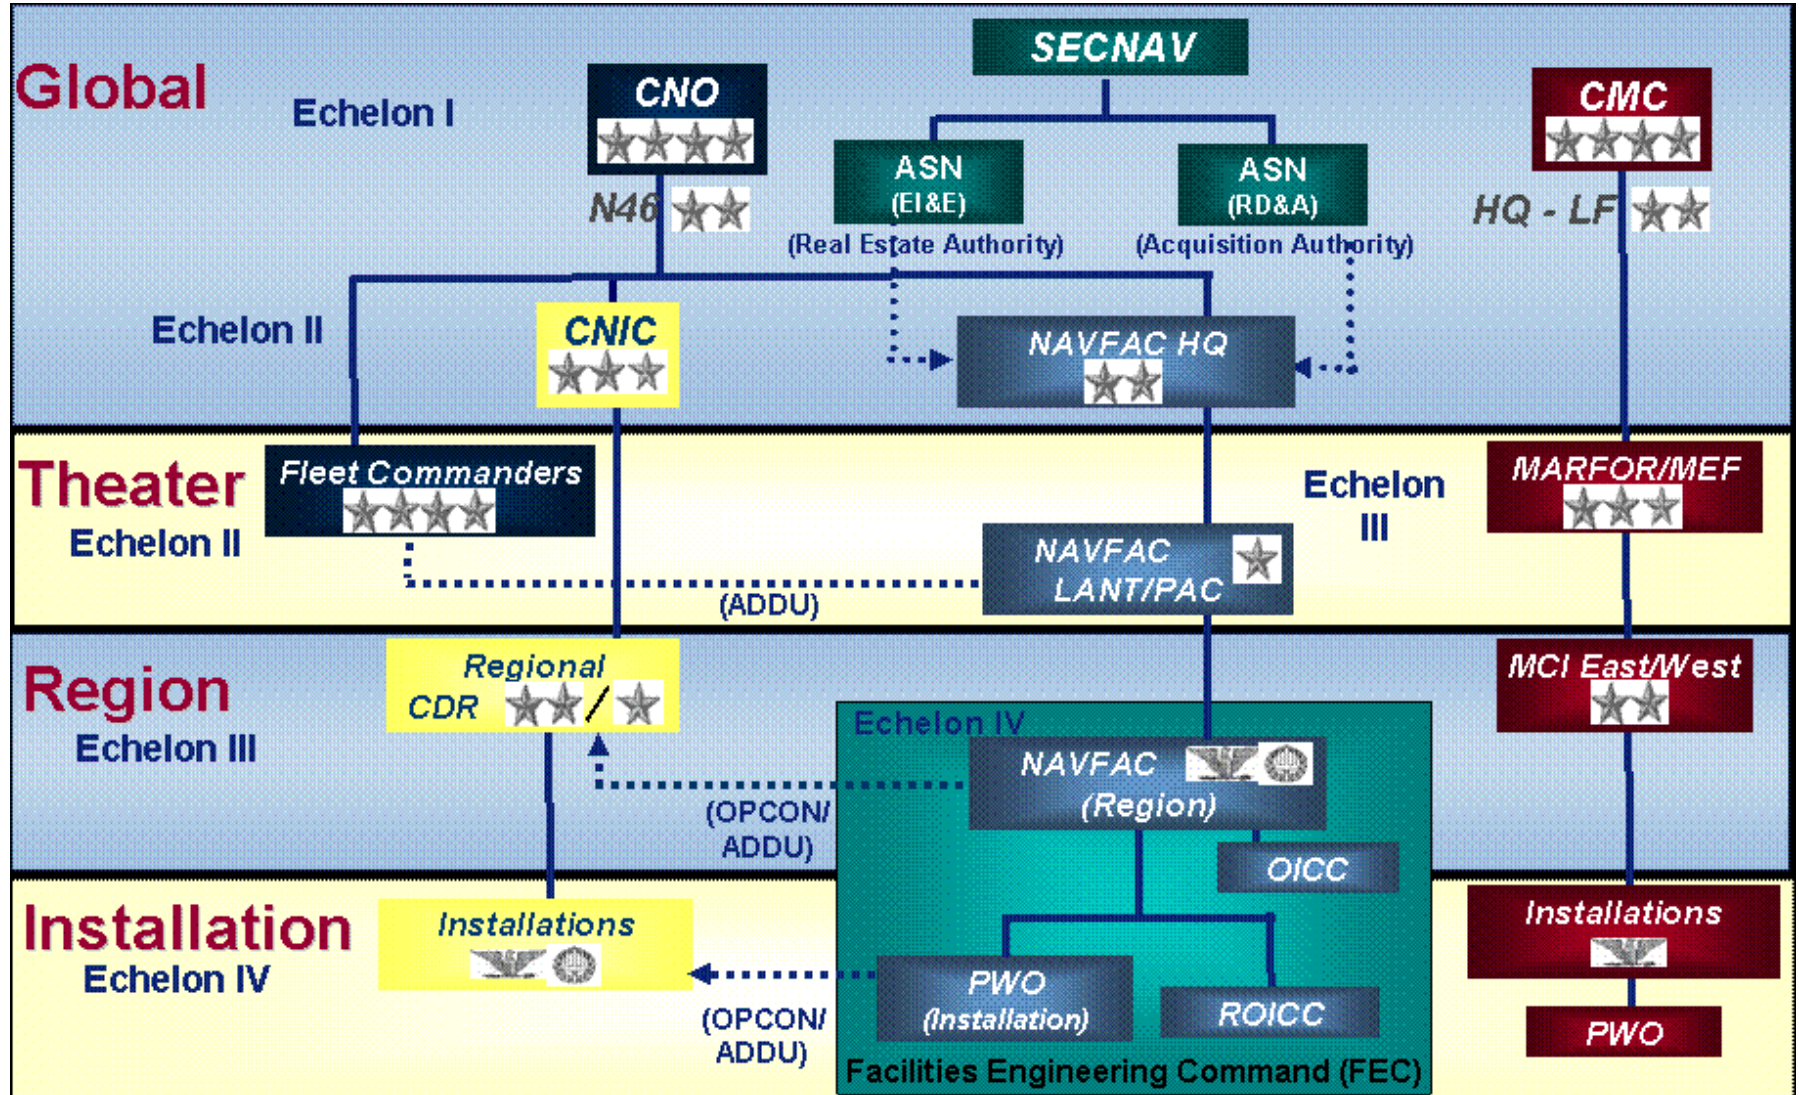 Global
Echelon I
CNO
N46
SECNAV
ASN
(EI&E)
(Real Estate Authority)
ASN
(RD&A)
(Acquisition Authority)
CMC
HQ - LF
Echelon II
CNIC
NAVFAC HQ
Theater
Echelon II
Fleet Commanders
(ADDU)
NAVFAC
LANT/PAC
Echelon
III
MARFOR/MEF
Region
Echelon III
Regional
CDR
/
(OPCON/
ADDU)
Echelon IV
NAVFAC
(Region)
OICC
MCI East/West
Installation
Echelon IV
Installations
(OPCON/
ADDU)
PWO
(Installation)
ROICC
Facilities Engineering Command (FEC)
Installations
PWO